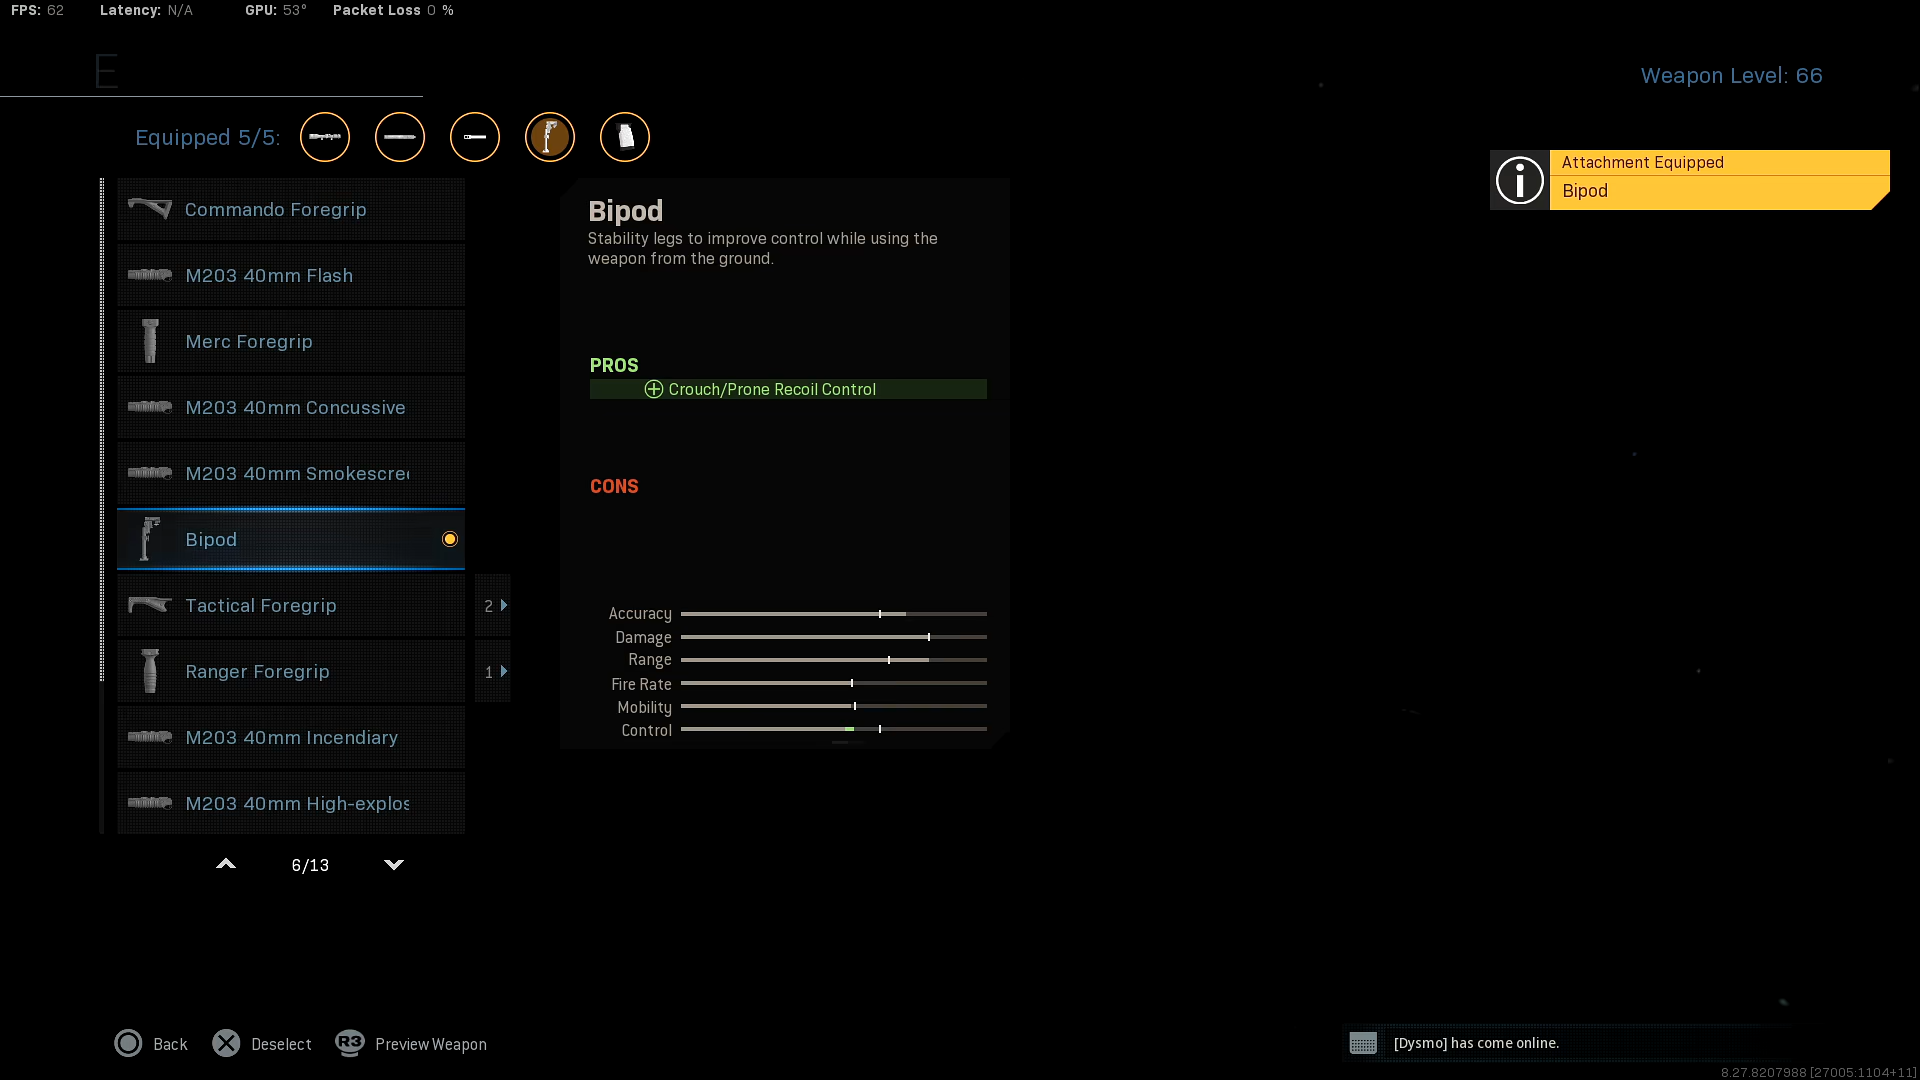 FPS: 62 Latency: N/A GPU: 53° Packet Loss 0 %
E
Weapon Level: 66
Equipped 5/5:
Attachment Equipped
Bipod
Commando Foregrip
M203 40mm Flash
Merc Foregrip
M203 40mm Concussive
M203 40mm Smokescree
Bipod
Tactical Foregrip 2
Ranger Foregrip 1
M203 40mm Incendiary
M203 40mm High-explos
6/13
Bipod
Stability legs to improve control while using the
weapon from the ground.
PROS
Crouch/Prone Recoil Control
CONS
Accuracy
Damage
Range
Fire Rate
Mobility
Control
Back Deselect R3 Preview Weapon
[Dysmo] has come online.
8.27.8207988 [27005:1104+11]